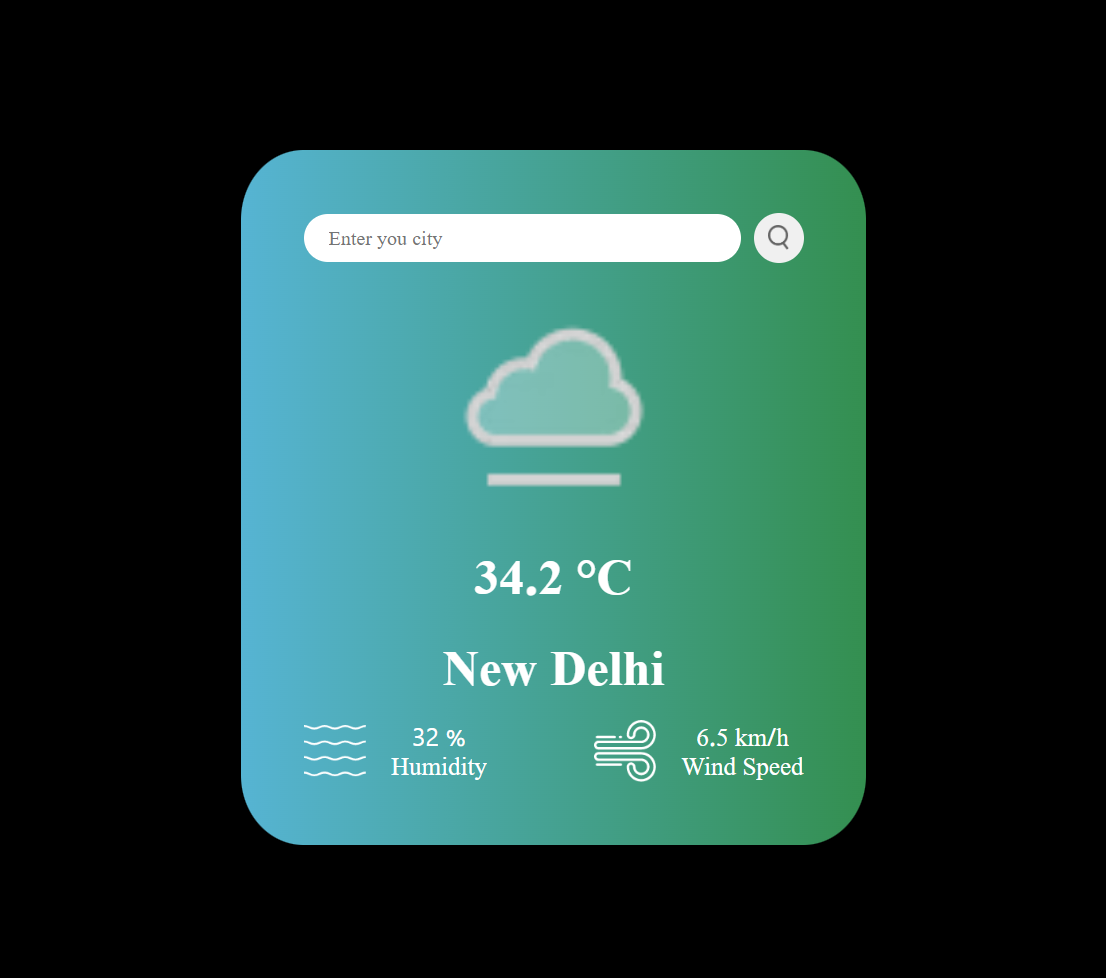 Enter you city
34.2 °C
New Delhi
32 %
Humidity
6.5 km/h
Wind Speed